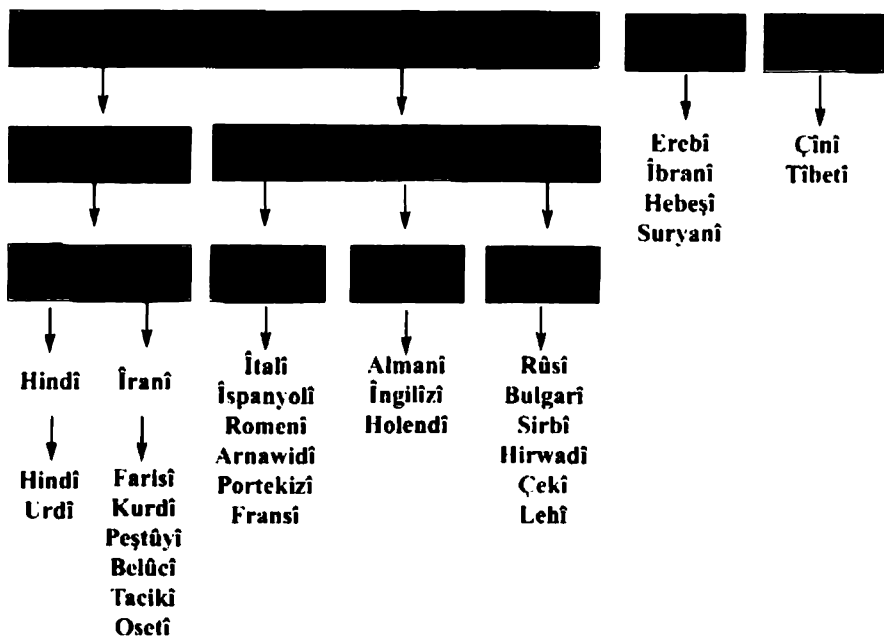 Erebî
Îbranî
Hebeşî
Suryanî
Çînî
Tîbetî
Hindî
Îranî
Hindî
Urdî
Farisî
Kurdî
Peştûyî
Belûcî
Tacikî
Osetî
Îtalî
Îspanyolî
Romenî
Arnawidî
Portekizî
Fransî
Almanî
Îngilîzî
Holendî
Rûsî
Bulgarî
Sirbî
Hirwadî
Çekî
Lehî